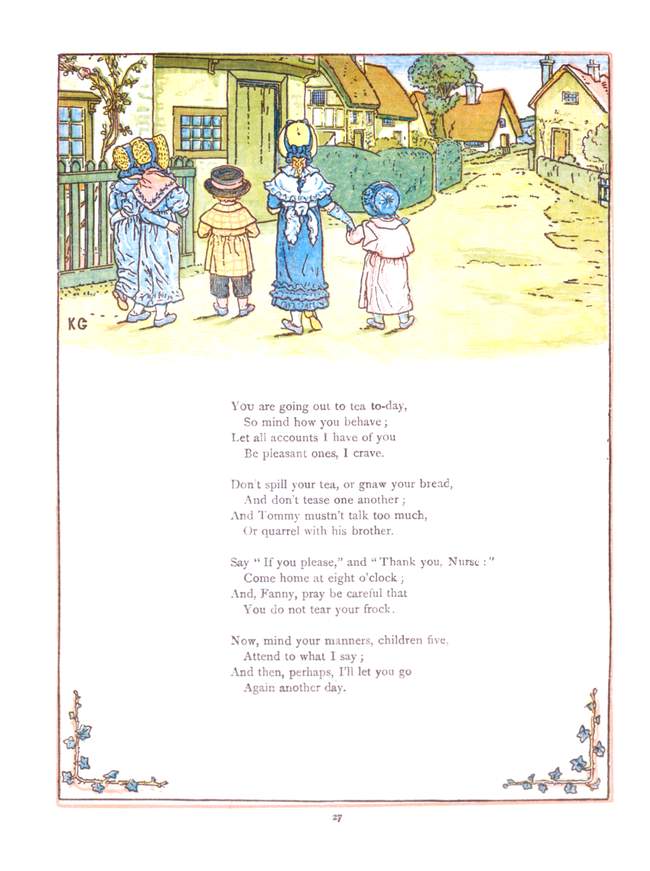 KG
You are going out to tea to-day,
So mind how you behave;
Let all accounts I have of you
Be pleasant ones, I crave.
Don't spill your tea, or gnaw your bread,
And don't tease one another;
And Tommy mustn't talk too much,
Or quarrel with his brother.
Say "If you please," and "Thank you, Nurse:"
Come home at eight o'clock;
And, Fanny, pray be careful that
You do not tear your frock.
Now, mind your manners, children five,
Attend to what I say;
And then, perhaps, I'll let you go
Again another day.
27